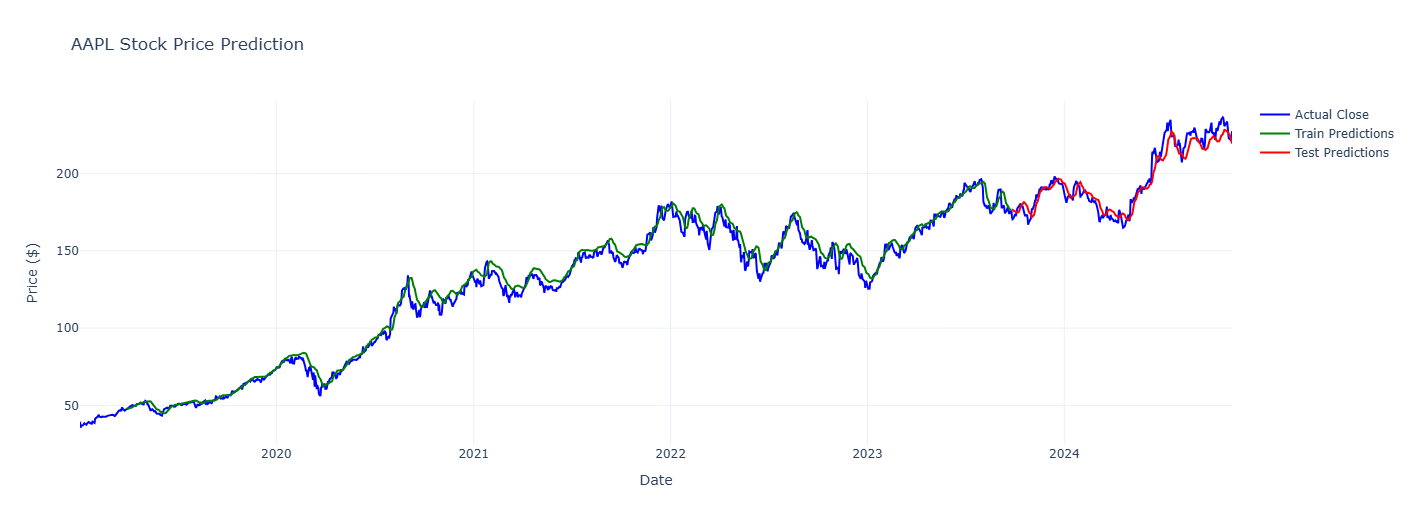 AAPL Stock Price Prediction
Actual Close
Train Predictions
Test Predictions
Price ($)
200
150
100
50
2020
2021
2022
2023
2024
Date